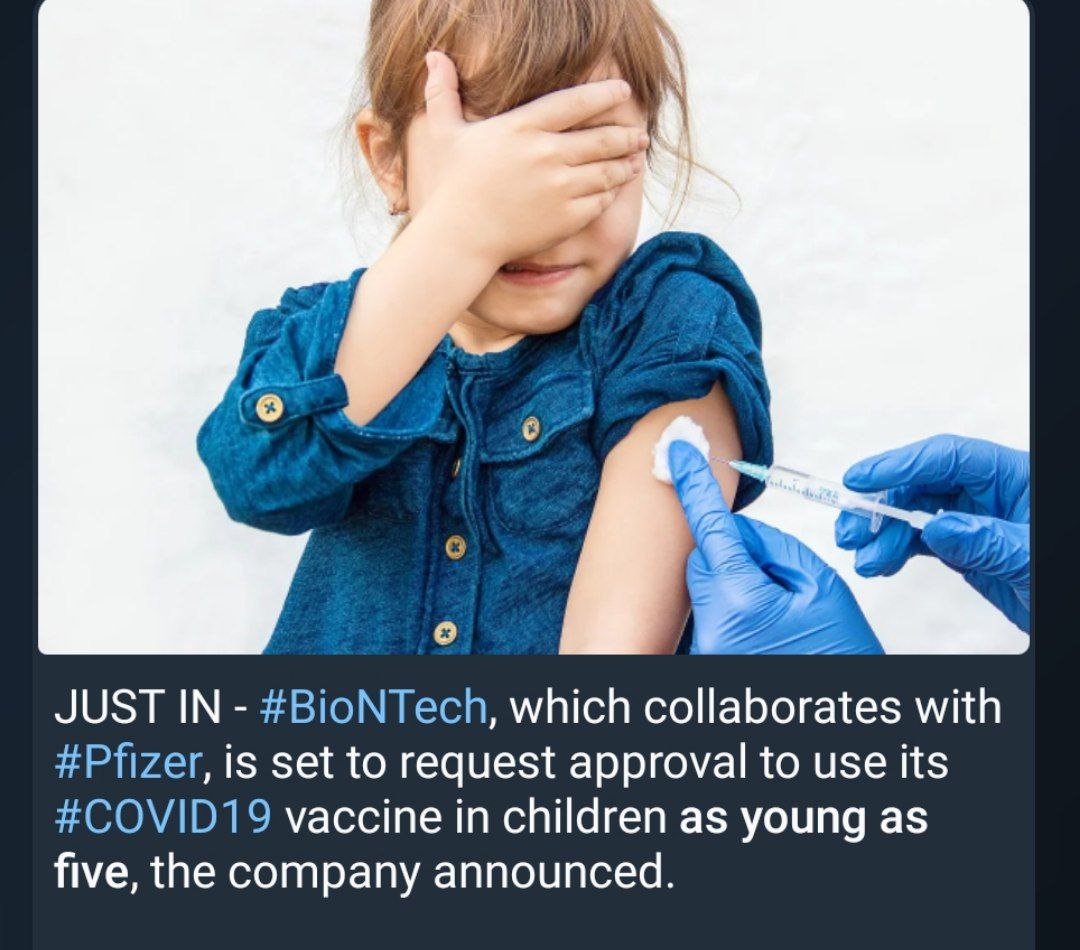 JUST IN - #BioNTech, which collaborates with
#Pfizer, is set to request approval to use its
#COVID19 vaccine in children as young as
five, the company announced.